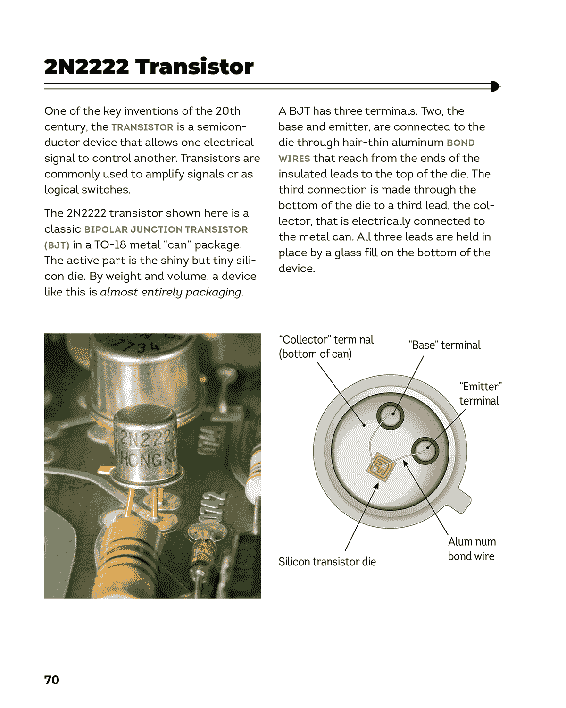 2N2222 Transistor
One of the key inventions of the 20th
century, the TRANSISTOR is a semicon-
ductor device that allows one electrical
signal to control another. Transistors are
commonly used to amplify signals or as
logical switches.
The 2N2222 transistor shown here is a
classic BIPOLAR JUNCTION TRANSISTOR
(BJT) in a TO-18 metal "can" package.
The active part is the shiny but tiny sili-
con die. By weight and volume, a device
like this is almost entirely packaging.
A BJT has three terminals. Two, the
base and emitter, are connected to the
die through hair-thin aluminum BOND
WIRES that reach from the ends of the
insulated leads to the top of the die. The
third connection is made through the
bottom of the die to a third lead, the col-
lector, that is electrically connected to
the metal can. All three leads are held in
place by a glass fill on the bottom of the
device.
2N222
HONG K
"Collector" terminal
(bottom of can)
"Base" terminal
"Emitter"
terminal
Silicon transistor die
Aluminum
bond wire
70